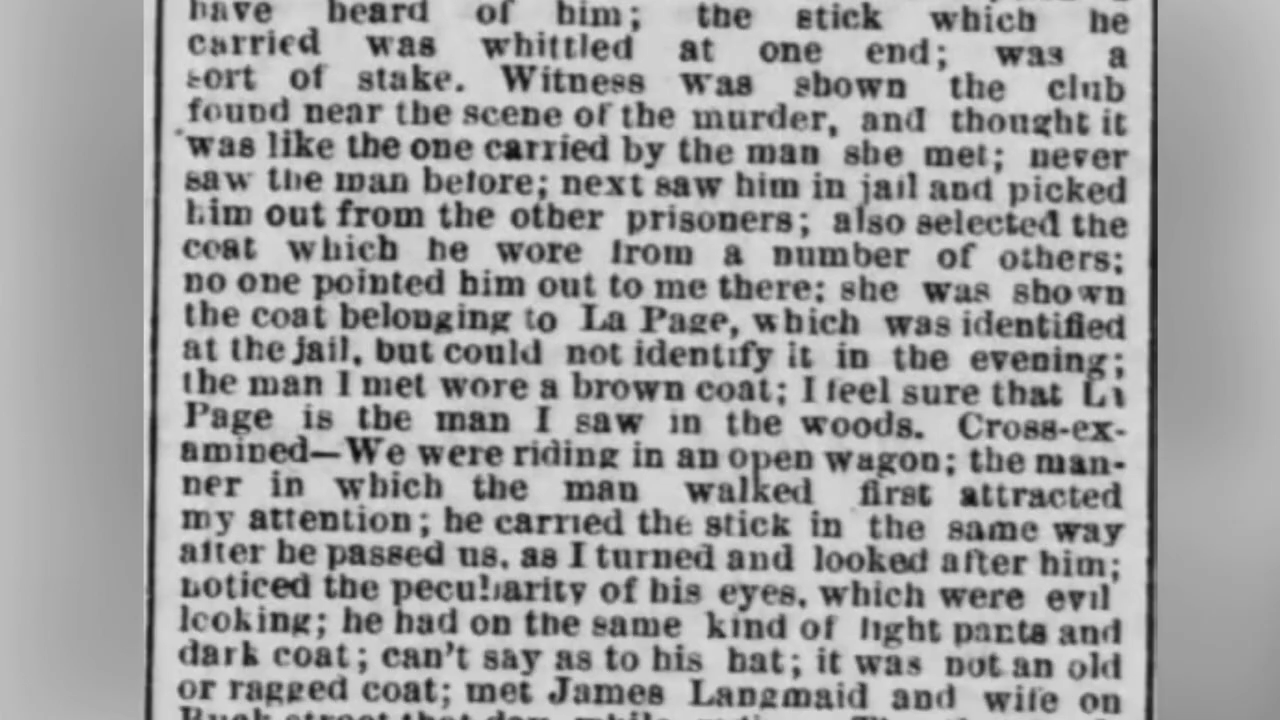 have heard of him; the stick which he
carried was whittled at one end; was a
sort of stake. Witness was shown the club
found near the scene of the murder, and thought it
was like the one carried by the man she met; never
saw the man before; next saw him in jail and picked
him out from the other prisoners; also selected the
coat which he wore from a number of others;
no one pointed him out to me there; she was shown
the coat belonging to La Page, which was identified
at the jail, but could not identify it in the evening;
the man I met wore a brown coat; I feel sure that La
Page is the man I saw in the woods. Cross-ex-
amined—We were riding in an open wagon; the man-
ner in which the man walked first attracted
my attention; he carried the stick in the same way
after he passed us, as I turned and looked after him;
noticed the peculiarity of his eyes, which were evil
looking; he had on the same kind of light pants and
dark coat; can't say as to his hat; it was not an old
or ragged coat; met James Langmaid and wife on
street that day